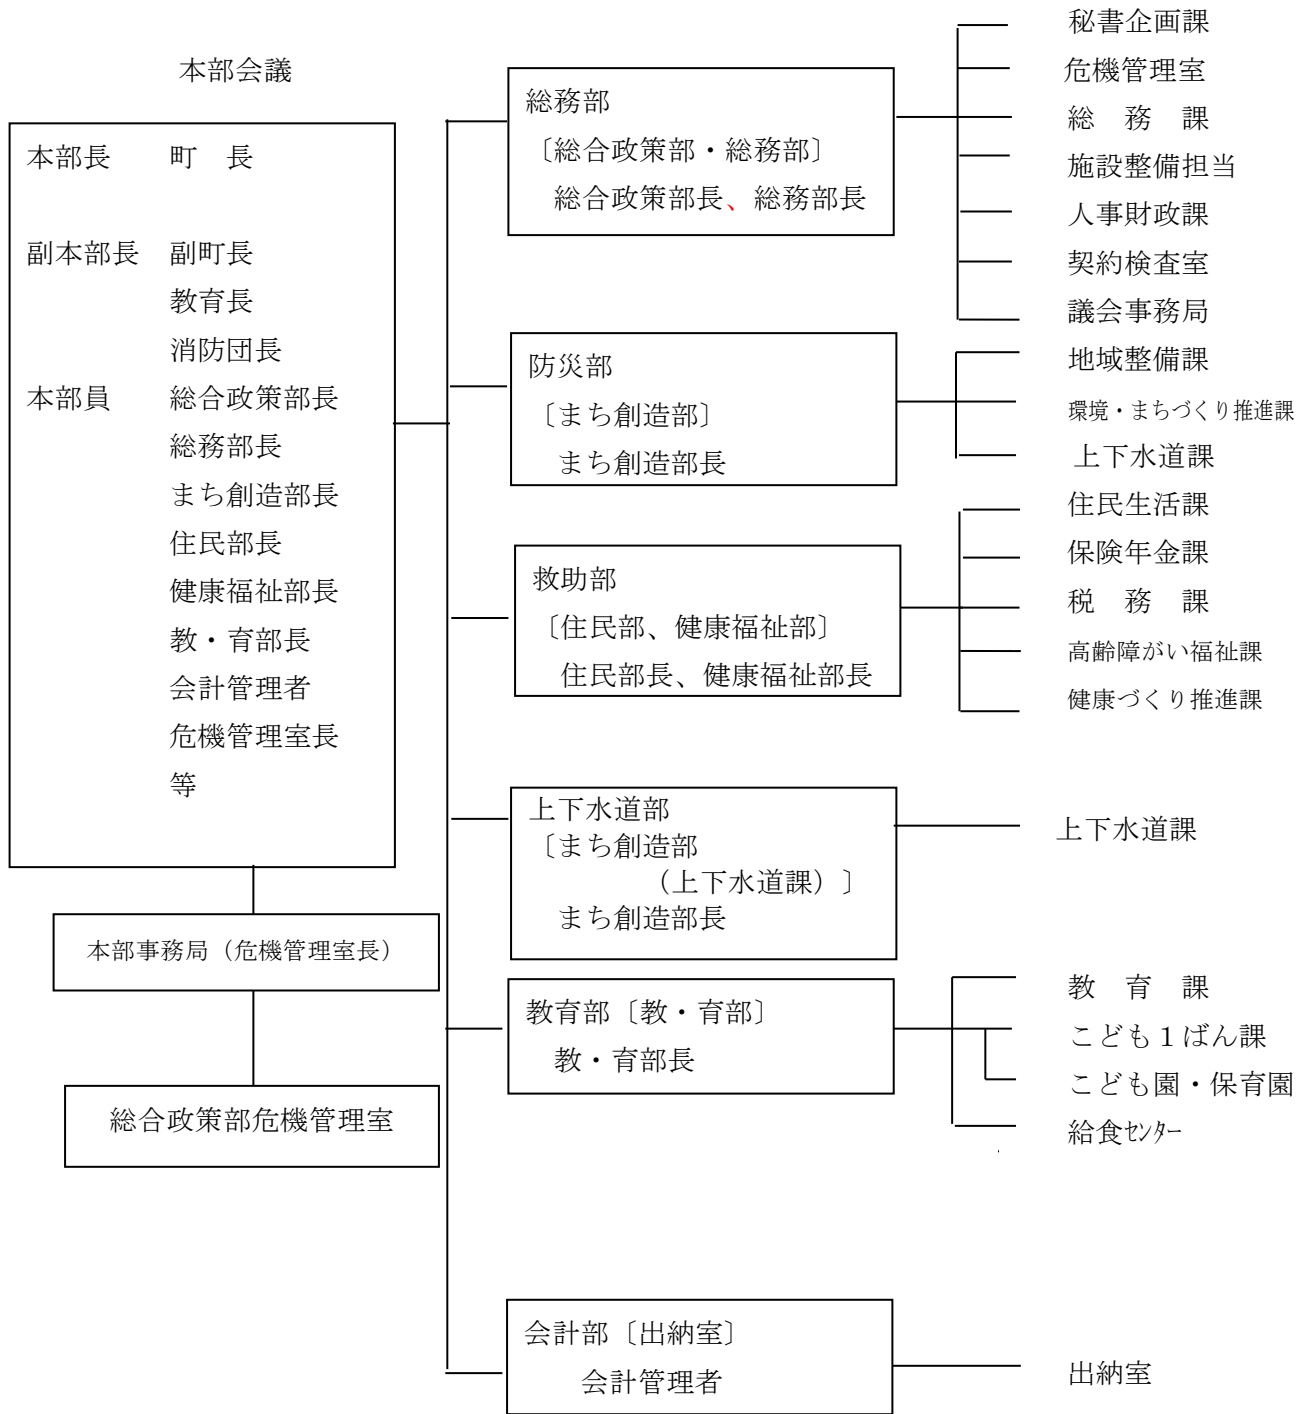 本部会議
本部長　町　長
副本部長　副町長
教育長
消防団長
本部員　総合政策部長
総務部長
まち創造部長
住民部長
健康福祉部長
教・育部長
会計管理者
危機管理室長
等
本部事務局（危機管理室長）
総合政策部危機管理室
総務部
〔総合政策部・総務部〕
総合政策部長、総務部長
秘書企画課
危機管理室
総　務　課
施設整備担当
人事財政課
契約検査室
議会事務局
防災部
〔まち創造部〕
まち創造部長
地域整備課
環境・まちづくり推進課
上下水道課
救助部
〔住民部、健康福祉部〕
住民部長、健康福祉部長
住民生活課
保険年金課
税　務　課
高齢障がい福祉課
健康づくり推進課
上下水道部
〔まち創造部
（上下水道課）〕
まち創造部長
上下水道課
教育部〔教・育部〕
教・育部長
教　育　課
こども１ばん課
こども園・保育園
給食ｾﾝﾀｰ
会計部〔出納室〕
会計管理者
出納室